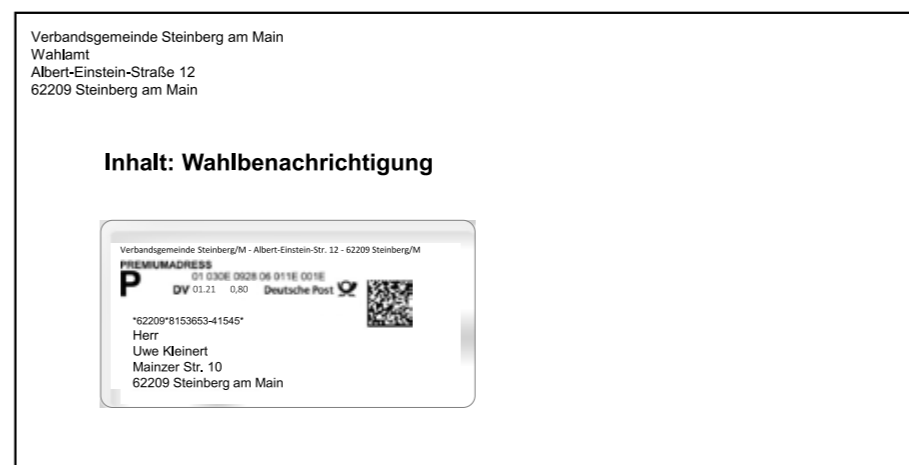 Verbandsgemeinde Steinberg am Main
Wahlamt
Albert-Einstein-Straße 12
62209 Steinberg am Main
Inhalt: Wahlbenachrichtigung
Verbandsgemeinde Steinberg/M - Albert-Einstein-Str. 12 - 62209 Steinberg/M
PREMIUMADRESS
P
01 030E 0928 06 011E 001E
DV 01.21 0,80 Deutsche Post
*62209*8153653-41545*
Herr
Uwe Kleinert
Mainzer Str. 10
62209 Steinberg am Main